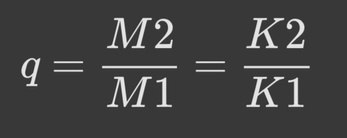 q = M2/M1 = K2/K1